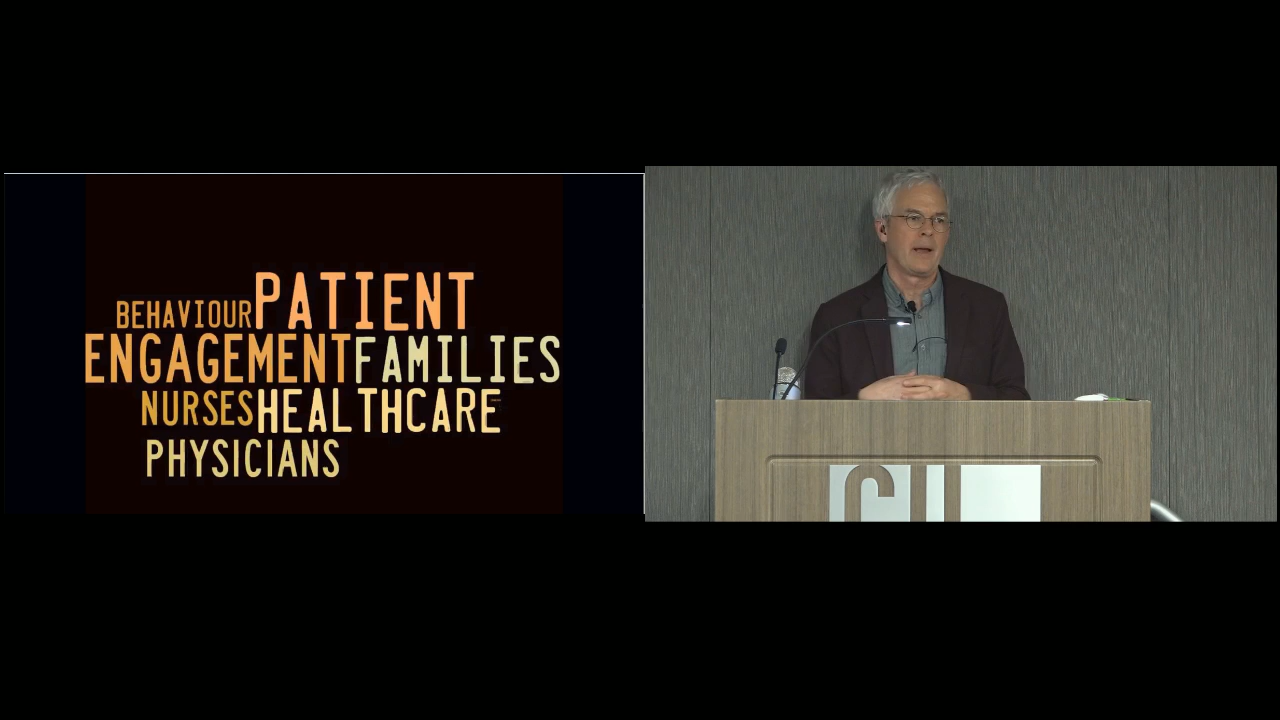 BEHAVIOUR PATIENT
ENGAGEMENT FAMILIES
NURSES HEALTHCARE
PHYSICIANS